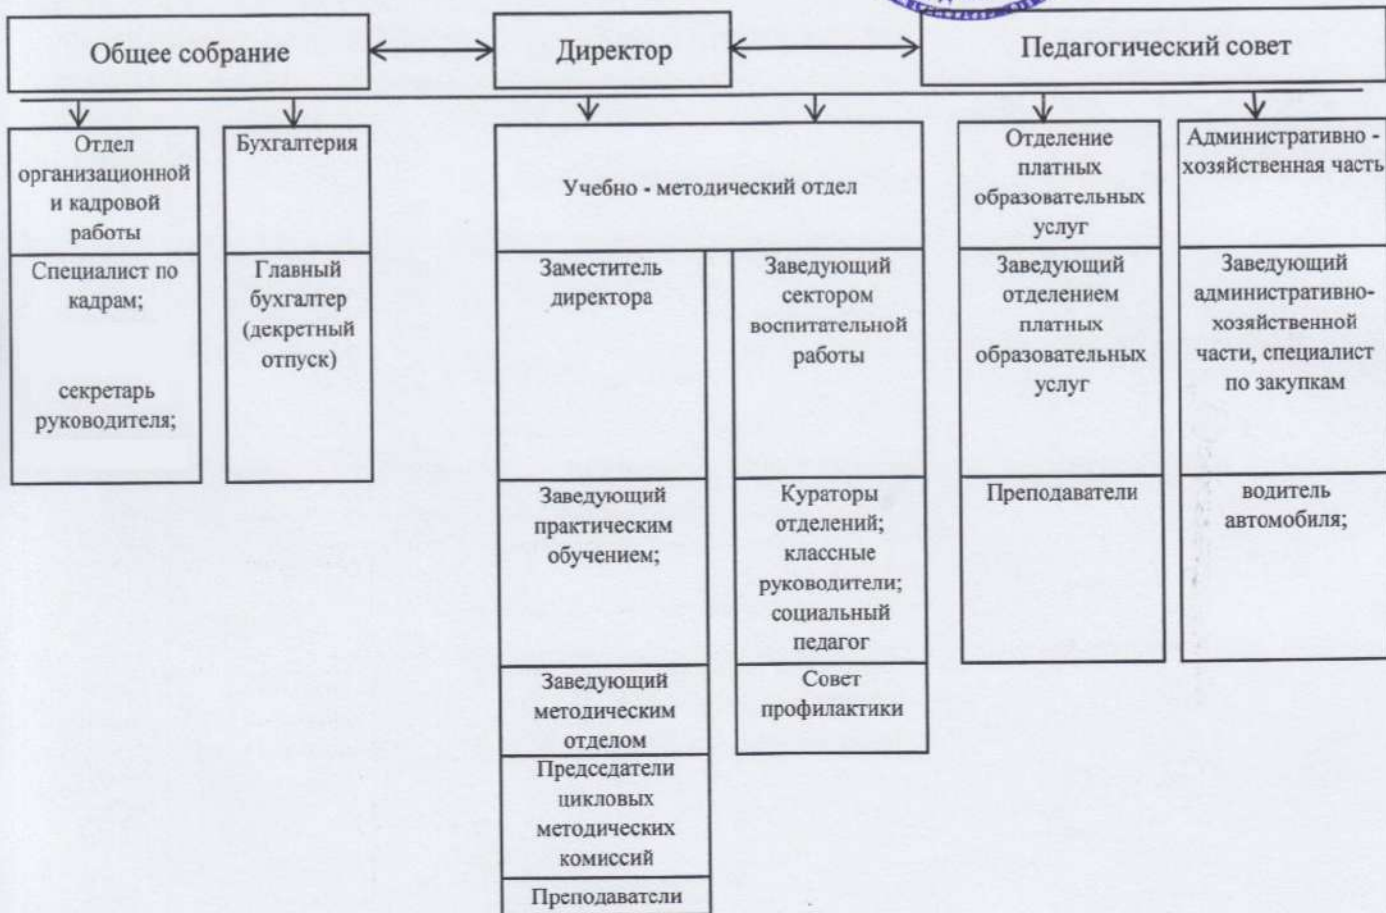 Общее собрание
Директор
Педагогический совет
Отдел
организационной
и кадровой
работы
Бухгалтерия
Учебно - методический отдел
Отделение
платных
образовательных
услуг
Административно -
хозяйственная часть
Специалист по
кадрам;
секретарь
руководителя;
Главный
бухгалтер
(декретный
отпуск)
Заместитель
директора
Заведующий
сектором
воспитательной
работы
Заведующий
отделением
платных
образовательных
услуг
Заведующий
административно-
хозяйственной
части, специалист
по закупкам
Заведующий
практическим
обучением;
Кураторы
отделений;
классные
руководители;
социальный
педагог
Преподаватели
водитель
автомобиля;
Заведующий
методическим
отделом
Совет
профилактики
Председатели
цикловых
методических
комиссий
Преподаватели